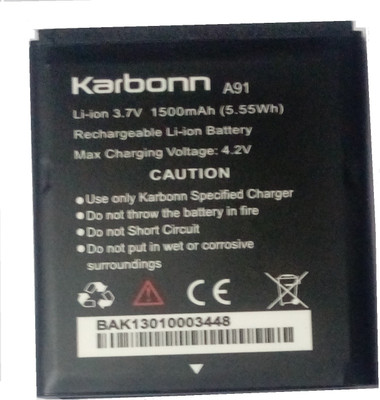 Karbonn A91
Li-ion 3.7V 1500mAh (5.55Wh)
Rechargeable Li-ion Battery
Max Charging Voltage: 4.2V
CAUTION
● Use only Karbonn Specified Charger
● Do not throw the battery in fire
● Do not Short Circuit
● Do not put in wet or corrosive
surroundings
CE
BAK13010003448